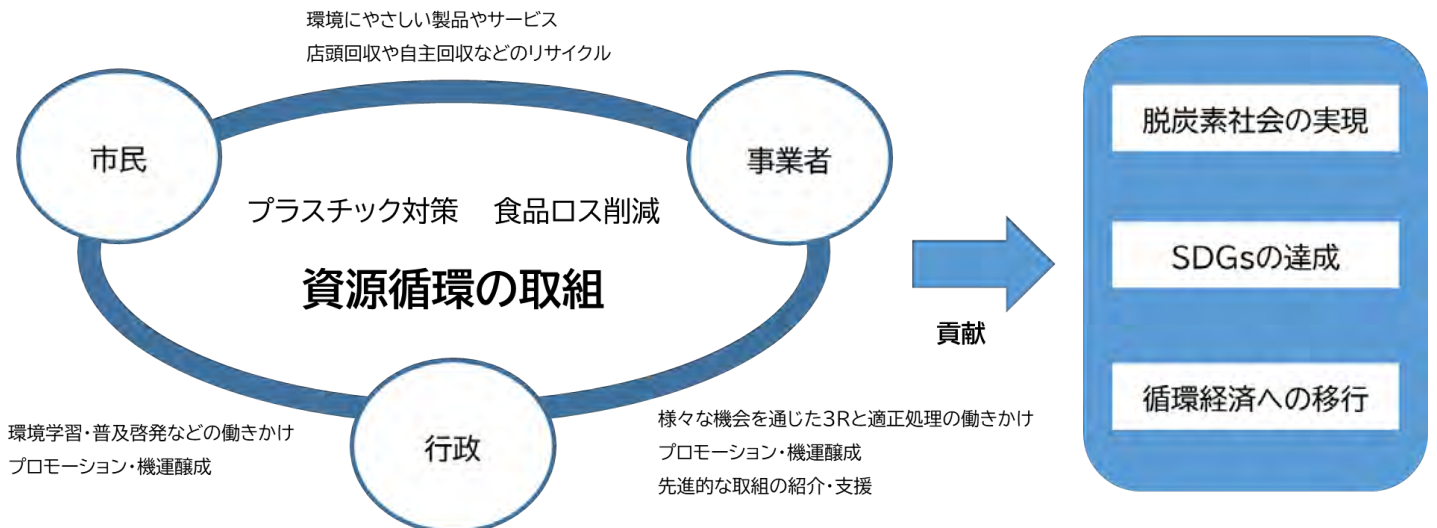 環境にやさしい製品やサービス
店頭回収や自主回収などのリサイクル
市民
事業者
プラスチック対策　食品ロス削減
資源循環の取組
行政
環境学習・普及啓発などの働きかけ
プロモーション・機運醸成
様々な機会を通じた3Rと適正処理の働きかけ
プロモーション・機運醸成
先進的な取組の紹介・支援
貢献
脱炭素社会の実現
SDGsの達成
循環経済への移行